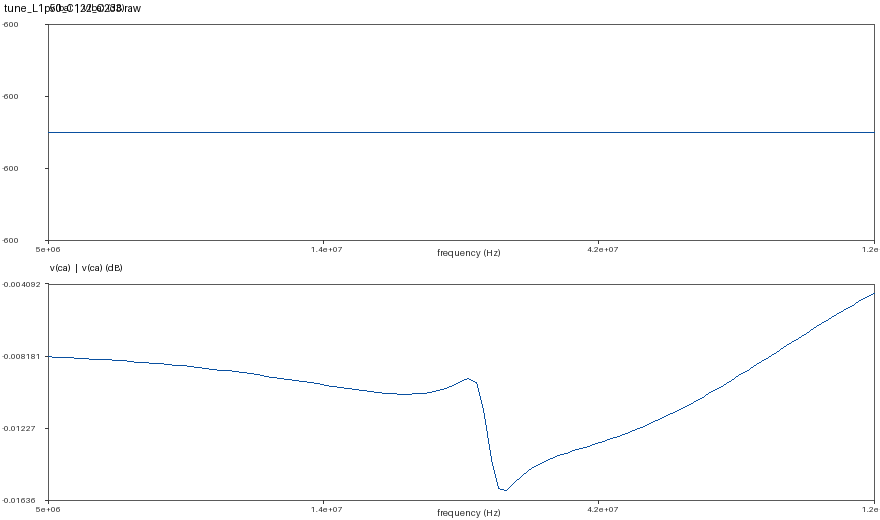 -600
-600
-600
-600
5e+06 1.4e+07 4.2e+07 1.2e
frequency (Hz)
v(ca) | v(ca) (dB)
-0.004092
-0.008181
-0.01227
-0.01636
5e+06 1.4e+07 4.2e+07 1.2e
frequency (Hz)